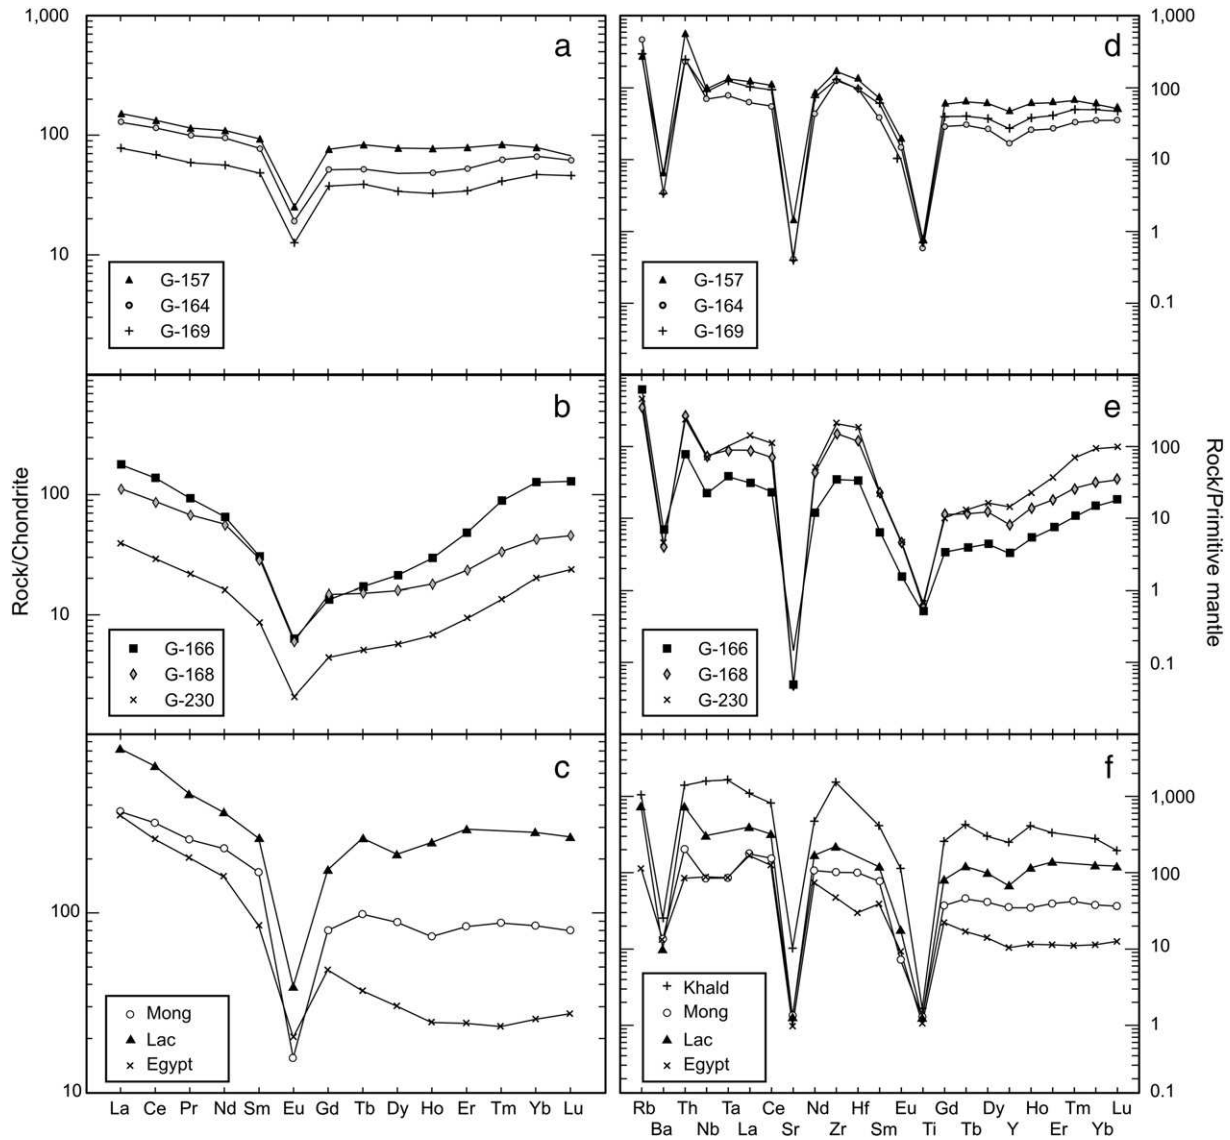 1,000
100
10
a
G-157
G-164
G-169
d
1,000
100
10
1
0.1
G-157
G-164
G-169
Rock/Chondrite
100
10
b
G-166
G-168
G-230
e
100
10
1
0.1
G-166
G-168
G-230
Rock/Primitive mantle
100
10
c
Mong
Lac
Egypt
f
1,000
100
10
1
0.1
Khald
Mong
Lac
Egypt
La Ce Pr Nd Sm Eu Gd Tb Dy Ho Er Tm Yb Lu
Rb Th Ta Ce Nd Hf Eu Gd Dy Ho Tm Lu
Ba Nb La Sr Zr Sm Ti Tb Y Er Yb